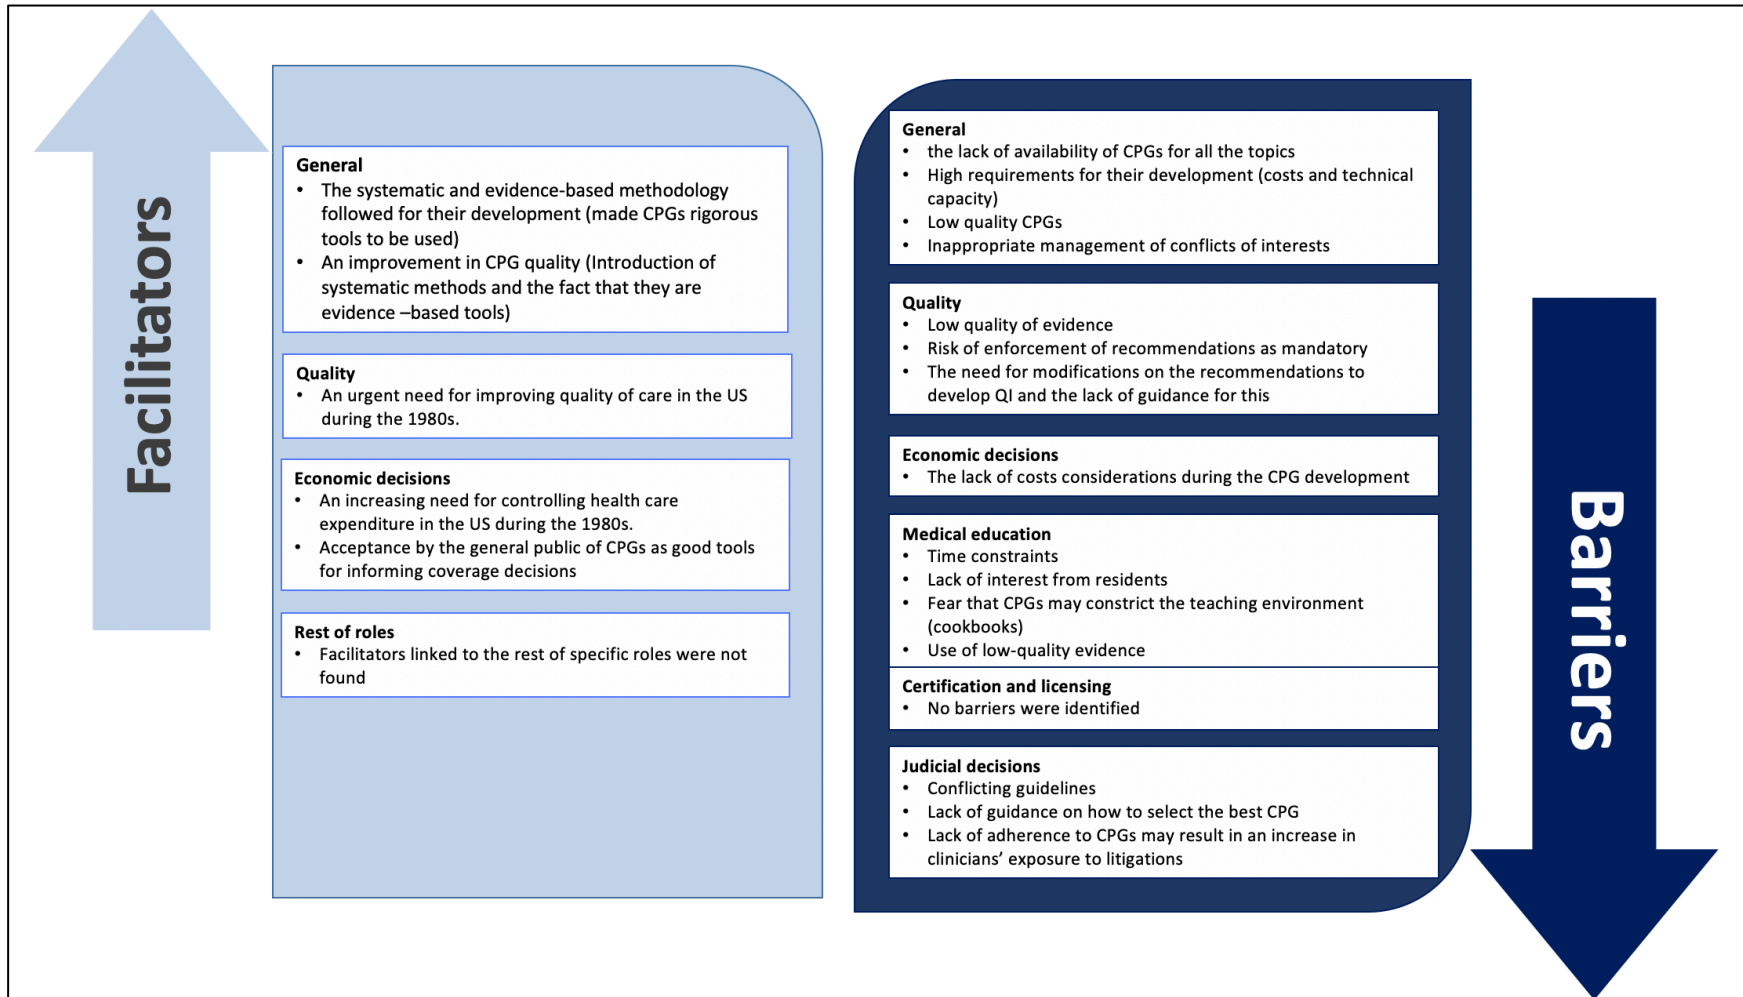 Facilitators
General
• The systematic and evidence-based methodology
followed for their development (made CPGs rigorous
tools to be used)
• An improvement in CPG quality (Introduction of
systematic methods and the fact that they are
evidence –based tools)
Quality
• An urgent need for improving quality of care in the US
during the 1980s.
Economic decisions
• An increasing need for controlling health care
expenditure in the US during the 1980s.
• Acceptance by the general public of CPGs as good tools
for informing coverage decisions
Rest of roles
• Facilitators linked to the rest of specific roles were not
found
General
• the lack of availability of CPGs for all the topics
• High requirements for their development (costs and technical
capacity)
• Low quality CPGs
• Inappropriate management of conflicts of interests
Quality
• Low quality of evidence
• Risk of enforcement of recommendations as mandatory
• The need for modifications on the recommendations to
develop QI and the lack of guidance for this
Economic decisions
• The lack of costs considerations during the CPG development
Medical education
• Time constraints
• Lack of interest from residents
• Fear that CPGs may constrict the teaching environment
(cookbooks)
• Use of low-quality evidence
Certification and licensing
• No barriers were identified
Judicial decisions
• Conflicting guidelines
• Lack of guidance on how to select the best CPG
• Lack of adherence to CPGs may result in an increase in
clinicians’ exposure to litigations
Barriers